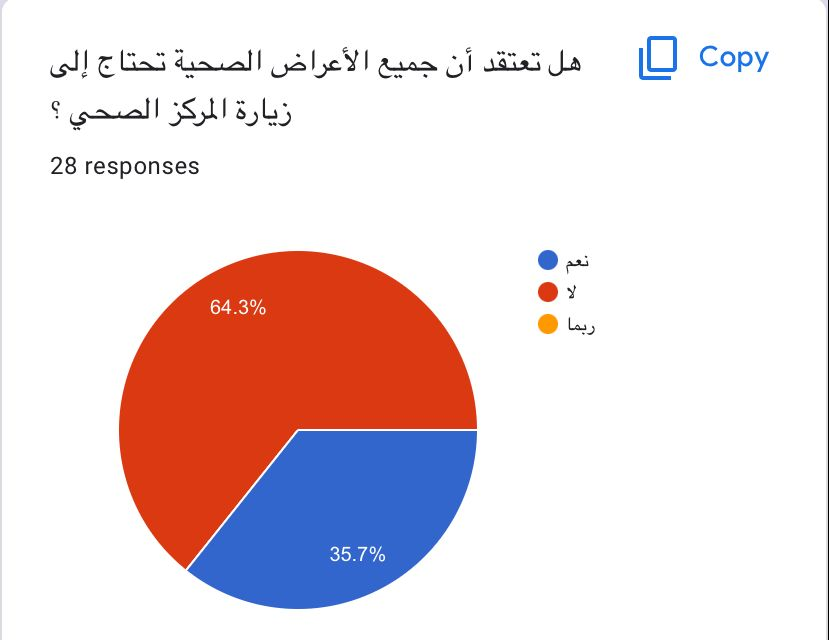 هل تعتقد أن جميع الأعراض الصحية تحتاج إلى
زيارة المركز الصحي ؟
Copy
28 responses
نعم
لا
ربما
64.3%
35.7%